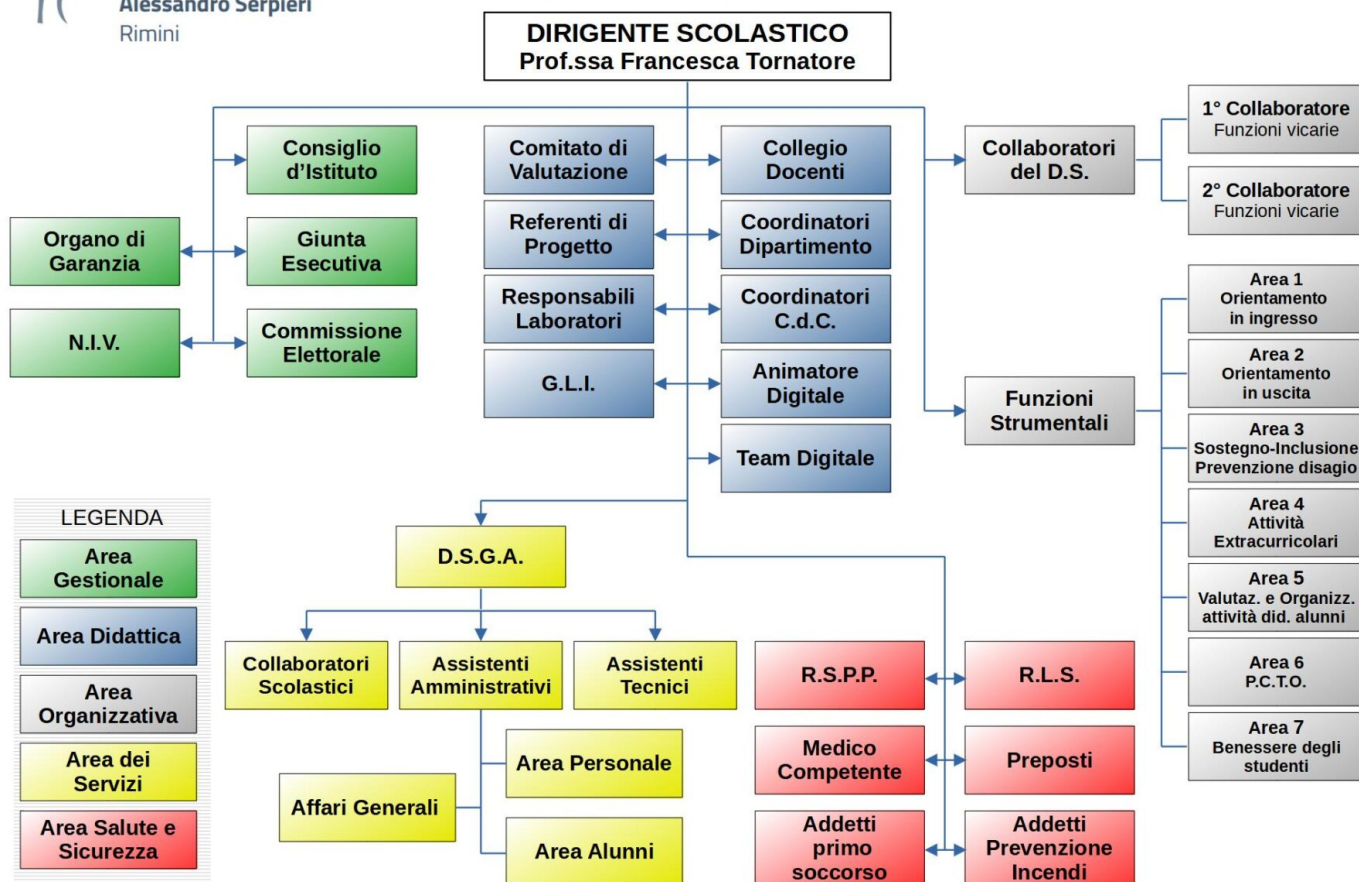 Alessandro Serpieri
Rimini
DIRIGENTE SCOLASTICO
Prof.ssa Francesca Tornatore
Consiglio
d'Istituto
Organo di
Garanzia
Giunta
Esecutiva
N.I.V.
Commissione
Elettorale
Comitato di
Valutazione
Collegio
Docenti
Referenti di
Progetto
Coordinatori
Dipartimento
Responsabili
Laboratori
Coordinatori
C.d.C.
G.L.I.
Animatore
Digitale
Team Digitale
Collaboratori
del D.S.
1° Collaboratore
Funzioni vicarie
2° Collaboratore
Funzioni vicarie
Funzioni
Strumentali
Area 1
Orientamento
in ingresso
Area 2
Orientamento
in uscita
Area 3
Sostegno-Inclusione
Prevenzione disagio
Area 4
Attività
Extracurricolari
Area 5
Valutaz. e Organizz.
attività did. alunni
Area 6
P.C.T.O.
Area 7
Benessere degli
studenti
LEGENDA
Area
Gestionale
Area Didattica
Area
Organizzativa
Area dei
Servizi
Area Salute e
Sicurezza
D.S.G.A.
Collaboratori
Scolastici
Assistenti
Amministrativi
Assistenti
Tecnici
Area Personale
Affari Generali
Area Alunni
R.S.P.P.
R.L.S.
Medico
Competente
Preposti
Addetti
primo
soccorso
Addetti
Prevenzione
Incendi